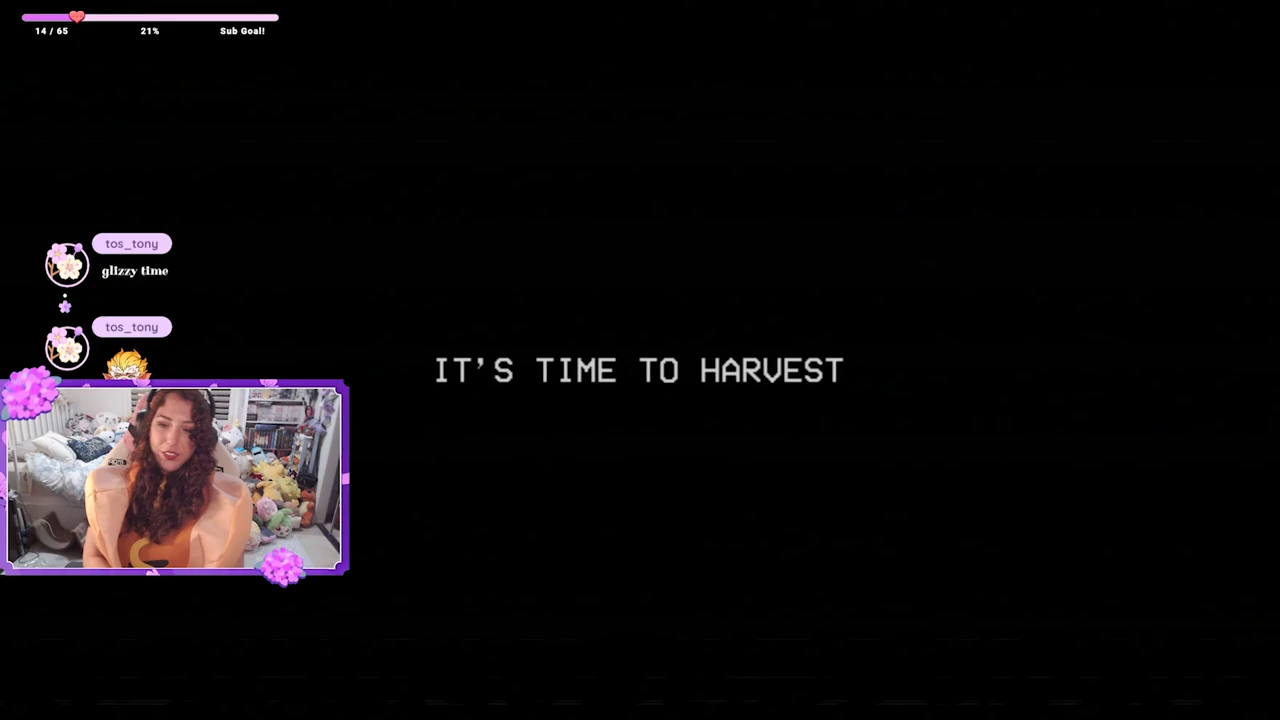 14 / 65 21% Sub Goal!
tos_tony
glizzy time
tos_tony
IT'S TIME TO HARVEST